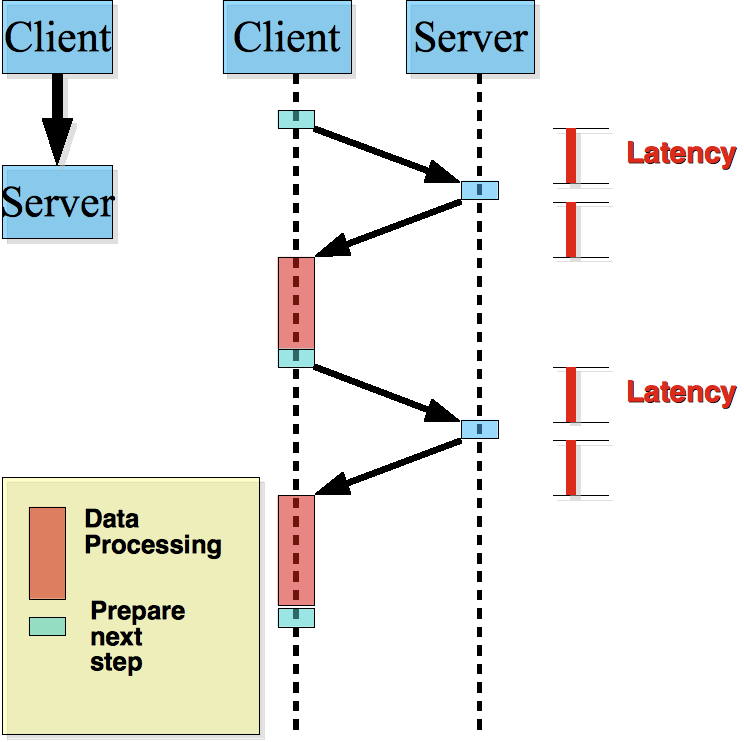 Client
Client
Server
Latency
Server
Latency
Data
Processing
Prepare
next
step